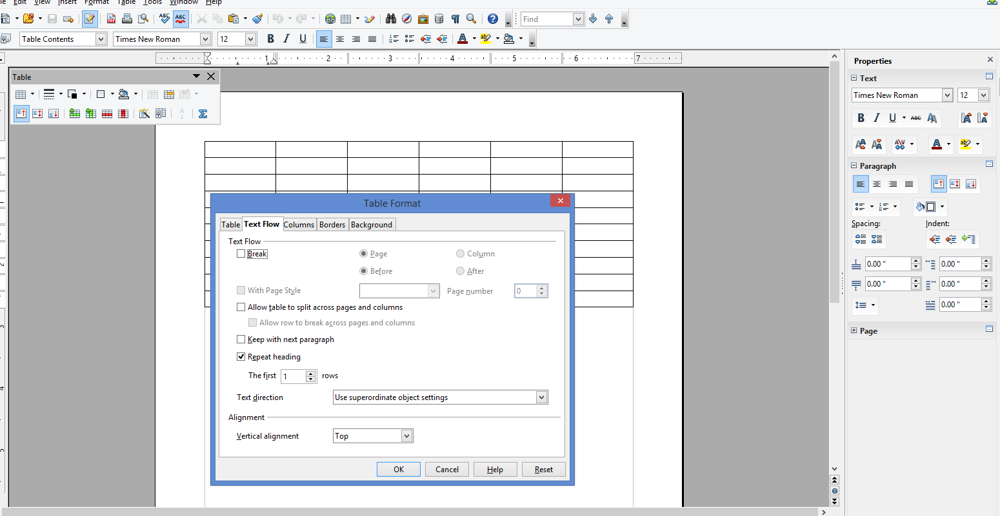 Edit View Insert Format Table Tools Window Help
Find
Table Contents Times New Roman 12 B I U
1 2 3 4 5 6 7
Table
Properties
Text
Times New Roman 12
B I U ABC
Paragraph
Spacing: Indent:
0.00 " 0.00 "
0.00 " 0.00 "
0.00 "
Page
Table Format
Table Text Flow Columns Borders Background
Text Flow
Break Page Column
Before After
With Page Style Page number 0
Allow table to split across pages and columns
Allow row to break across pages and columns
Keep with next paragraph
Repeat heading
The first 1 rows
Text direction Use superordinate object settings
Alignment
Vertical alignment Top
OK Cancel Help Reset
2
3
4
5